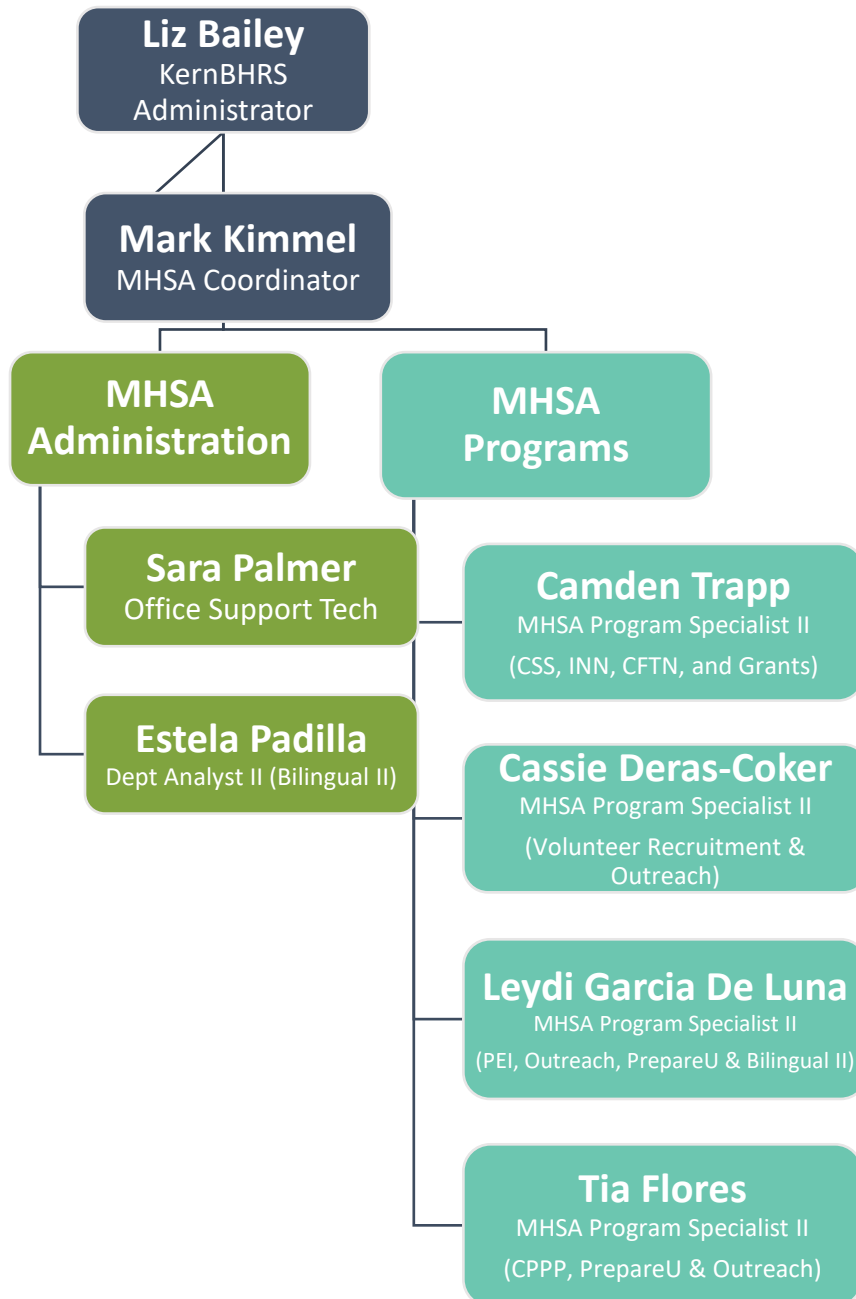 Liz Bailey
KernBHRS
Administrator
Mark Kimmel
MHSA Coordinator
MHSA
Administration
MHSA
Programs
Sara Palmer
Office Support Tech
Estela Padilla
Dept Analyst II (Bilingual II)
Camden Trapp
MHSA Program Specialist II
(CSS, INN, CFTN, and Grants)
Cassie Deras-Coker
MHSA Program Specialist II
(Volunteer Recruitment &
Outreach)
Leydi Garcia De Luna
MHSA Program Specialist II
(PEI, Outreach, PrepareU & Bilingual II)
Tia Flores
MHSA Program Specialist II
(CPPP, PrepareU & Outreach)